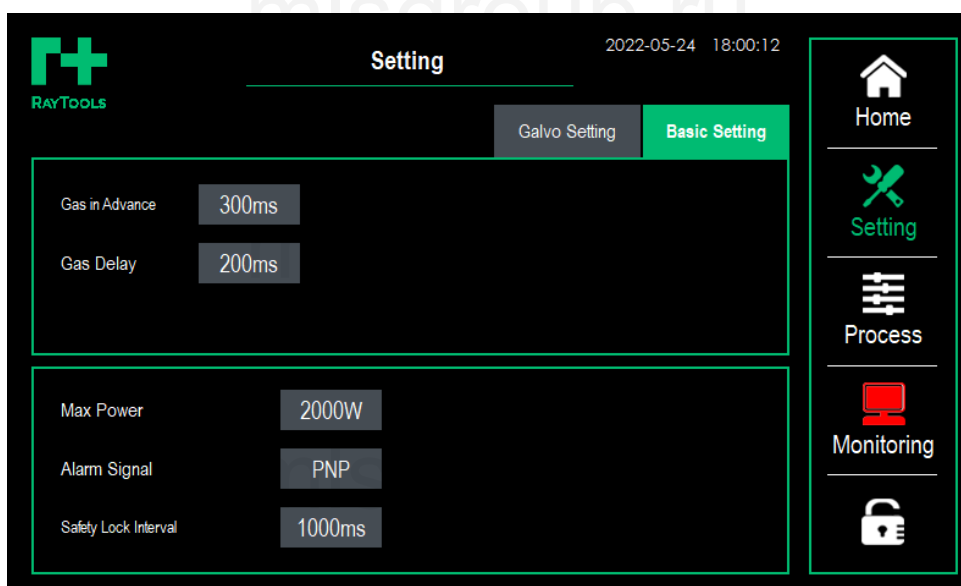 Setting
2022-05-24 18:00:12
RAYTOOLS
Galvo Setting
Basic Setting
Gas in Advance 300ms
Gas Delay 200ms
Max Power 2000W
Alarm Signal PNP
Safety Lock Interval 1000ms
Home
Setting
Process
Monitoring